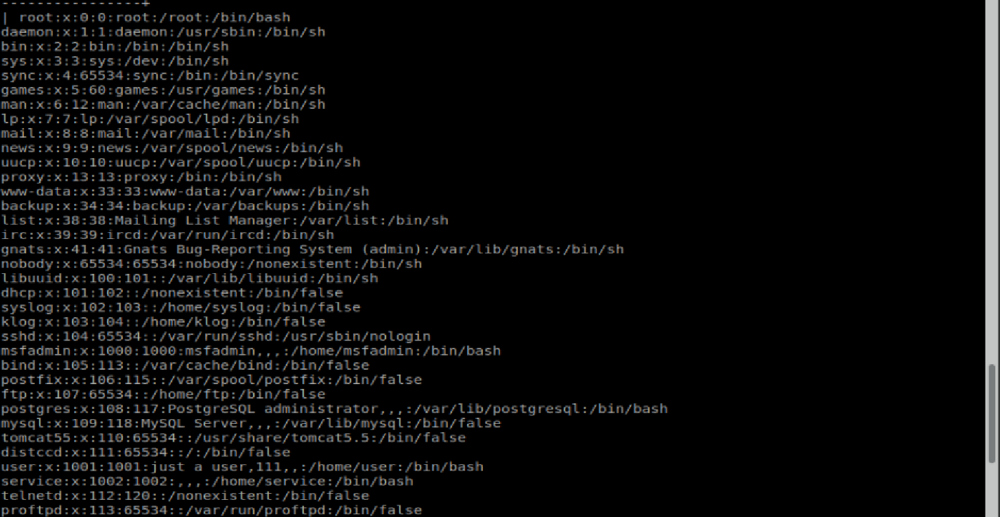 ----------------+
| root:x:0:0:root:/root:/bin/bash
daemon:x:1:1:daemon:/usr/sbin:/bin/sh
bin:x:2:2:bin:/bin:/bin/sh
sys:x:3:3:sys:/dev:/bin/sh
sync:x:4:65534:sync:/bin:/bin/sync
games:x:5:60:games:/usr/games:/bin/sh
man:x:6:12:man:/var/cache/man:/bin/sh
lp:x:7:7:lp:/var/spool/lpd:/bin/sh
mail:x:8:8:mail:/var/mail:/bin/sh
news:x:9:9:news:/var/spool/news:/bin/sh
uucp:x:10:10:uucp:/var/spool/uucp:/bin/sh
proxy:x:13:13:proxy:/bin:/bin/sh
www-data:x:33:33:www-data:/var/www:/bin/sh
backup:x:34:34:backup:/var/backups:/bin/sh
list:x:38:38:Mailing List Manager:/var/list:/bin/sh
irc:x:39:39:ircd:/var/run/ircd:/bin/sh
gnats:x:41:41:Gnats Bug-Reporting System (admin):/var/lib/gnats:/bin/sh
nobody:x:65534:65534:nobody:/nonexistent:/bin/sh
libuuid:x:100:101::/var/lib/libuuid:/bin/sh
dhcp:x:101:102::/nonexistent:/bin/false
syslog:x:102:103::/home/syslog:/bin/false
klog:x:103:104::/home/klog:/bin/false
sshd:x:104:65534::/var/run/sshd:/usr/sbin/nologin
msfadmin:x:1000:1000:msfadmin,,,:/home/msfadmin:/bin/bash
bind:x:105:113::/var/cache/bind:/bin/false
postfix:x:106:115::/var/spool/postfix:/bin/false
ftp:x:107:65534::/home/ftp:/bin/false
postgres:x:108:117:PostgreSQL administrator,,,:/var/lib/postgresql:/bin/bash
mysql:x:109:118:MySQL Server,,,:/var/lib/mysql:/bin/false
tomcat55:x:110:65534::/usr/share/tomcat5.5:/bin/false
distccd:x:111:65534::/:/bin/false
user:x:1001:1001:just a user,111,,:/home/user:/bin/bash
service:x:1002:1002:,,,:/home/service:/bin/bash
telnetd:x:112:120::/nonexistent:/bin/false
proftpd:x:113:65534::/var/run/proftpd:/bin/false